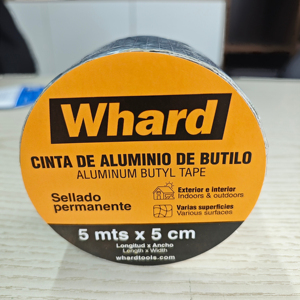 Whard
CINTA DE ALUMINIO DE BUTILO
ALUMINUM BUTYL TAPE
Sellado
permanente
Exterior e interior
Indoors & outdoors
Varias superficies
Various surfaces
5 mts x 5 cm
Longitud x Ancho
Length x Width
whardtools.com